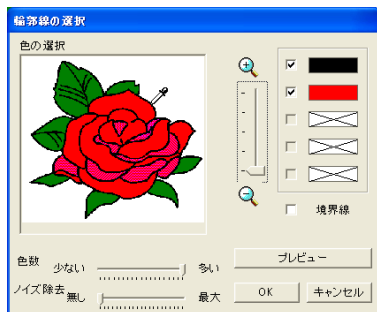 輪郭線の選択
色の選択
境界線
色数 少ない 多い
プレビュー
ノイズ除去 無し 最大
OK キャンセル